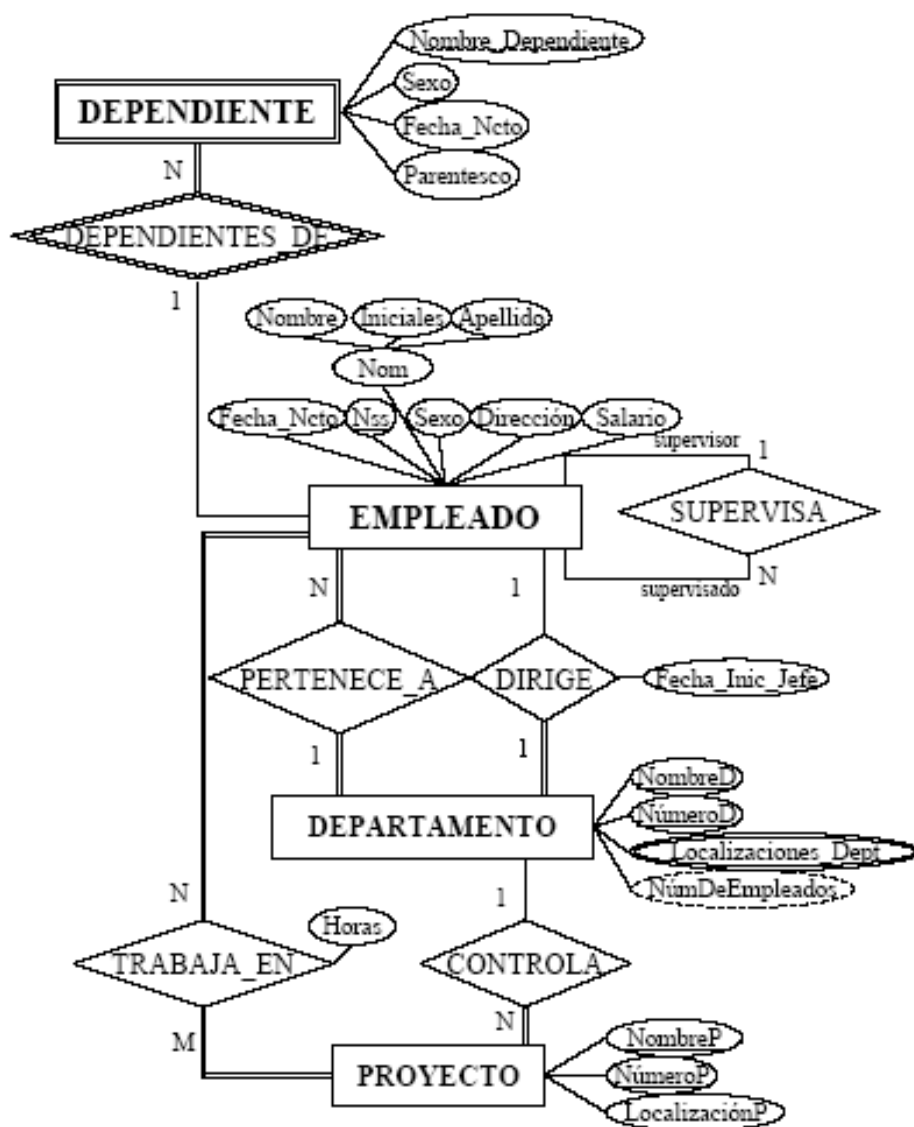 Nombre_Dependiente
Sexo
DEPENDIENTE
Fecha_Ncto
Parentesco
N
DEPENDIENTES_DE
1
Nombre Iniciales Apellido
Nom
Fecha_Ncto Nss Sexo Dirección Salario
supervisor 1
EMPLEADO
SUPERVISA
supervisado N
N 1
PERTENECE_A DIRIGE Fecha_Inic_Jefe
1 1
NombreD
NúmeroD
DEPARTAMENTO
Localizaciones_Dept
NúmDeEmpleados
N 1
Horas
TRABAJA_EN CONTROLA
M N
NombreP
PROYECTO NúmeroP
LocalizaciónP